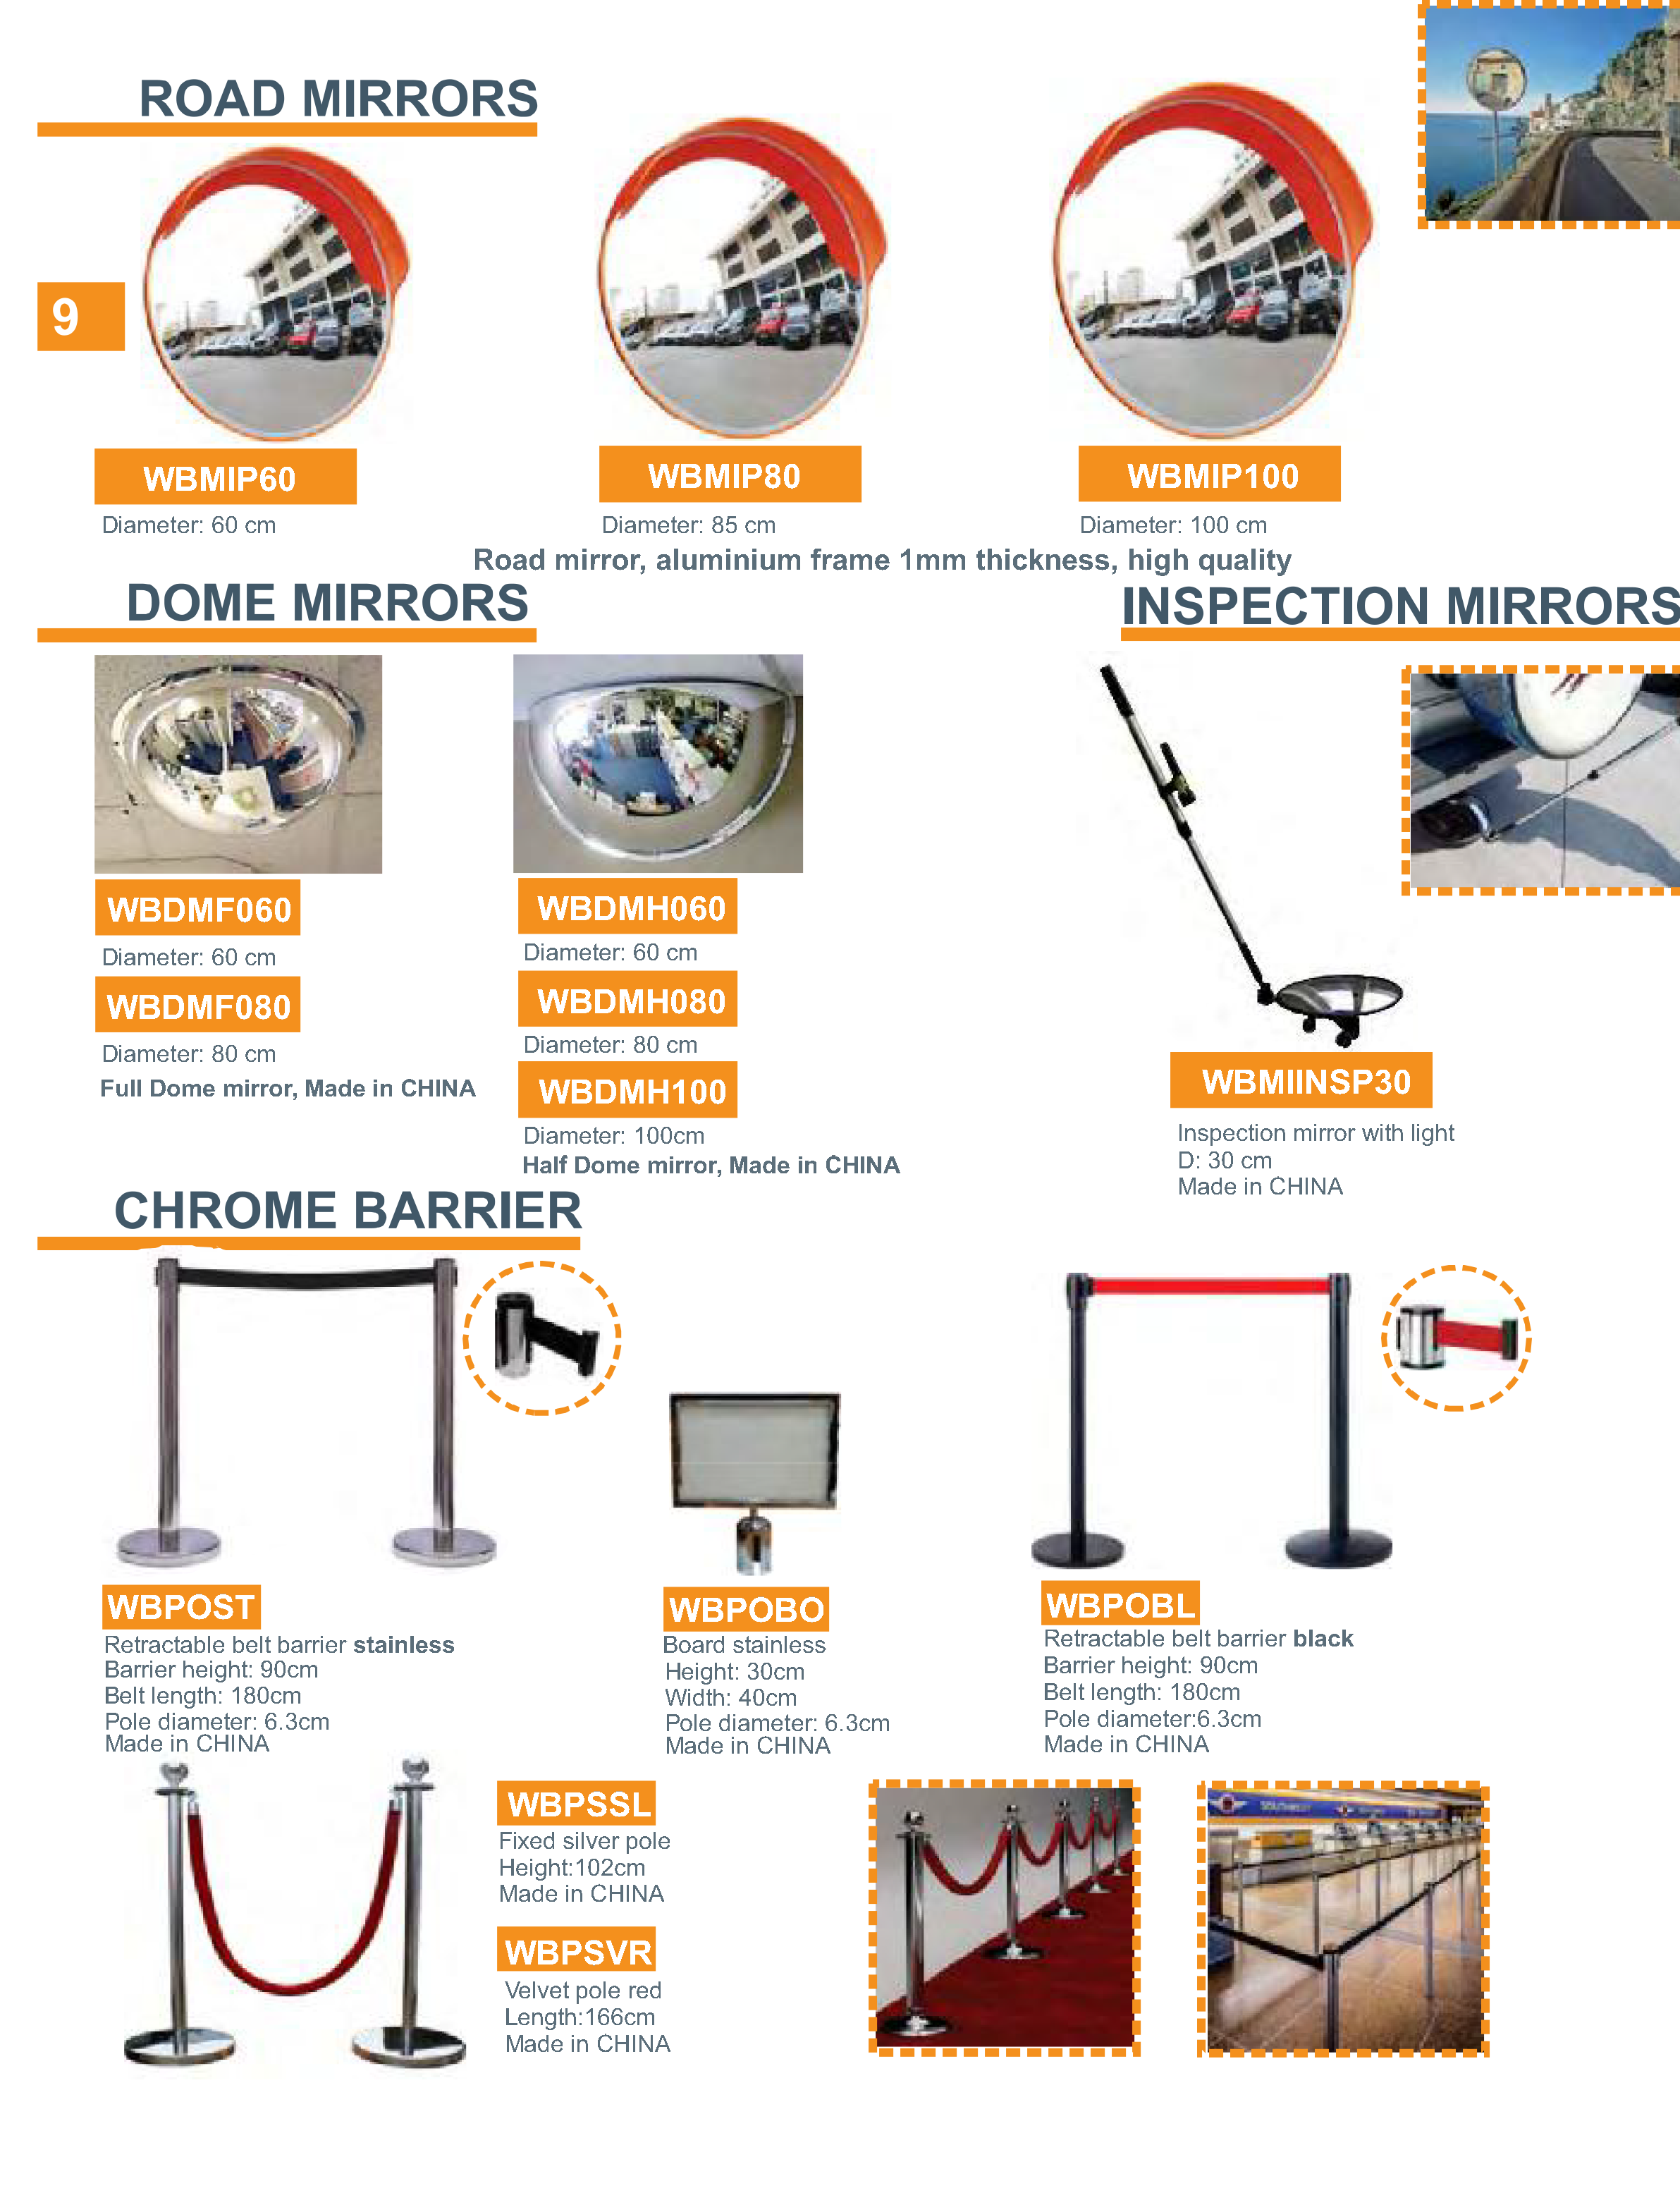 ROAD MIRRORS
9
WBMIP60
Diameter: 60 cm
WBMIP80
Diameter: 85 cm
WBMIP100
Diameter: 100 cm
Road mirror, aluminium frame 1mm thickness, high quality
DOME MIRRORS
WBDMF060
Diameter: 60 cm
WBDMF080
Diameter: 80 cm
Full Dome mirror, Made in CHINA
WBDMH060
Diameter: 60 cm
WBDMH080
Diameter: 80 cm
WBDMH100
Diameter: 100cm
Half Dome mirror, Made in CHINA
INSPECTION MIRRORS
WBMIINSP30
Inspection mirror with light
D: 30 cm
Made in CHINA
CHROME BARRIER
WBPOST
Retractable belt barrier stainless
Barrier height: 90cm
Belt length: 180cm
Pole diameter: 6.3cm
Made in CHINA
WBPOBO
Board stainless
Height: 30cm
Width: 40cm
Pole diameter: 6.3cm
Made in CHINA
WBPOBL
Retractable belt barrier black
Barrier height: 90cm
Belt length: 180cm
Pole diameter:6.3cm
Made in CHINA
WBPSSL
Fixed silver pole
Height:102cm
Made in CHINA
WBPSVR
Velvet pole red
Length:166cm
Made in CHINA